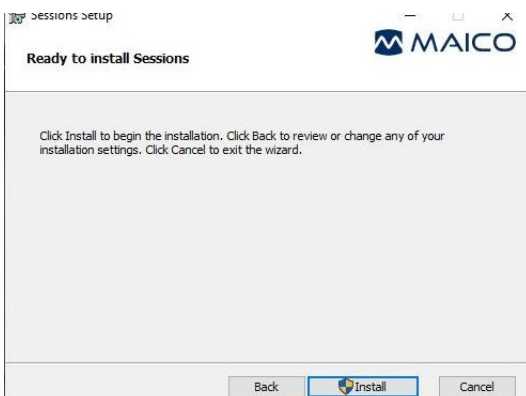 Sessions Setup
MAICO
Ready to install Sessions
Click Install to begin the installation. Click Back to review or change any of your
installation settings. Click Cancel to exit the wizard.
Back Install Cancel